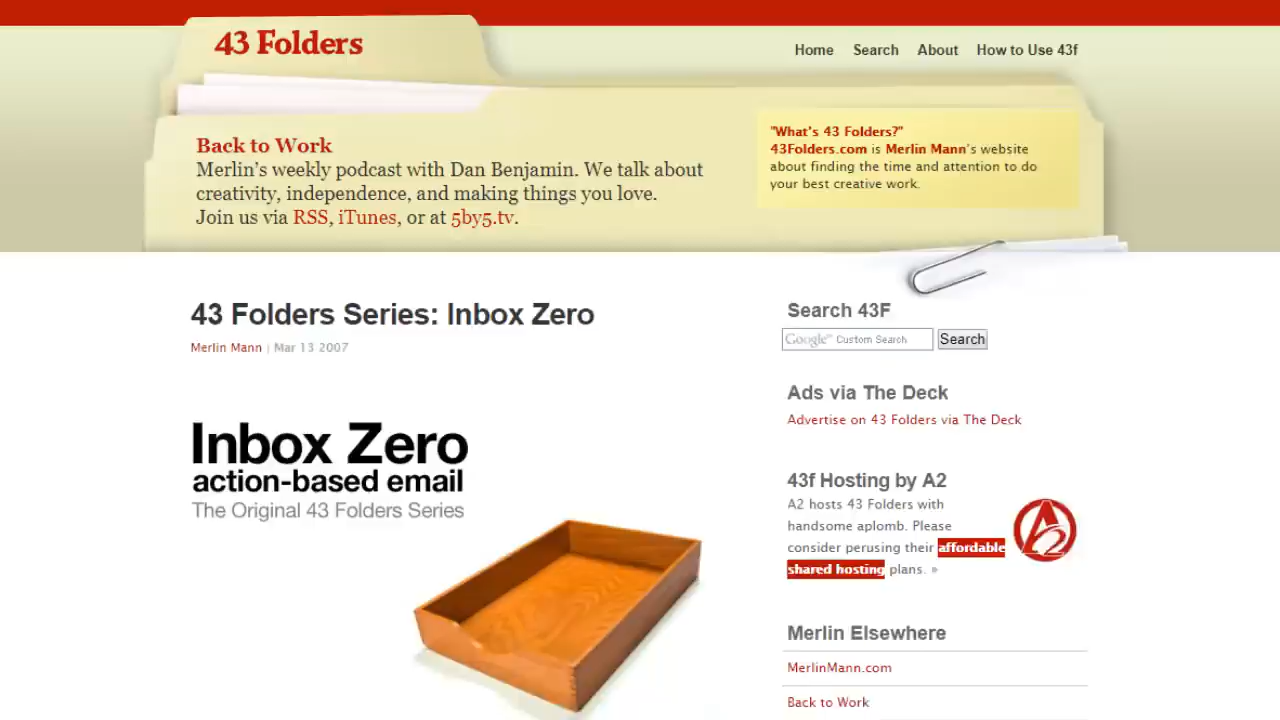 43 Folders
Home Search About How to Use 43f
Back to Work
Merlin's weekly podcast with Dan Benjamin. We talk about
creativity, independence, and making things you love.
Join us via RSS, iTunes, or at 5by5.tv.
"What's 43 Folders?"
43Folders.com is Merlin Mann's website
about finding the time and attention to do
your best creative work.
43 Folders Series: Inbox Zero
Merlin Mann | Mar 13 2007
Inbox Zero
action-based email
The Original 43 Folders Series
Search 43F
Google™ Custom Search Search
Ads via The Deck
Advertise on 43 Folders via The Deck
43f Hosting by A2
A2 hosts 43 Folders with
handsome aplomb. Please
consider perusing their affordable
shared hosting plans. »
A2
Merlin Elsewhere
MerlinMann.com
Back to Work